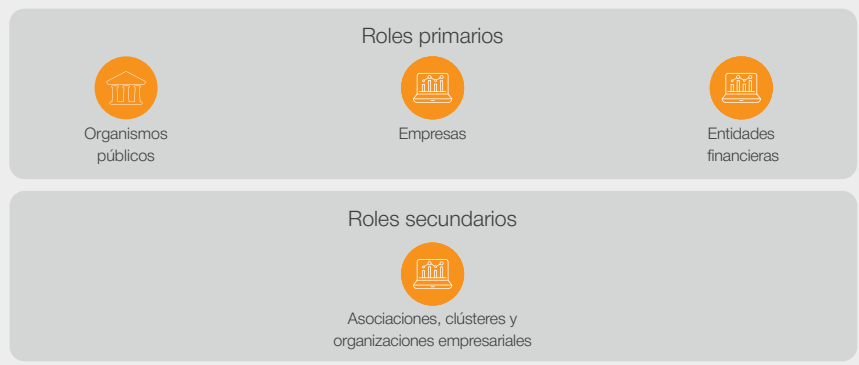 Roles primarios
Organismos
públicos
Empresas
Entidades
financieras
Roles secundarios
Asociaciones, clústeres y
organizaciones empresariales